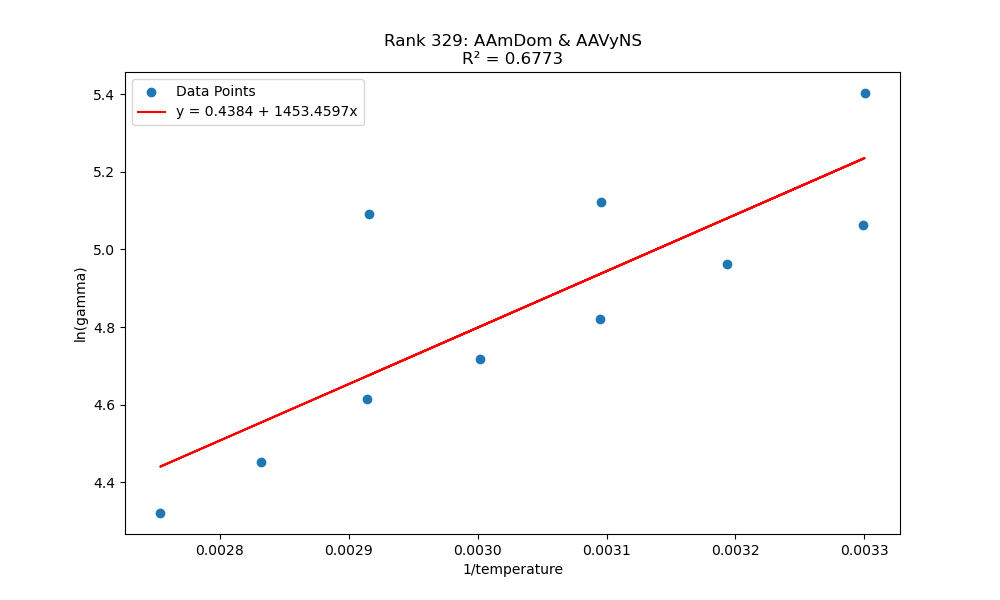 Rank 329: AAmDom & AAVyNS
R² = 0.6773
Data Points
y = 0.4384 + 1453.4597x
5.4
5.2
5.0
4.8
4.6
4.4
ln(gamma)
0.0028 0.0029 0.0030 0.0031 0.0032 0.0033
1/temperature